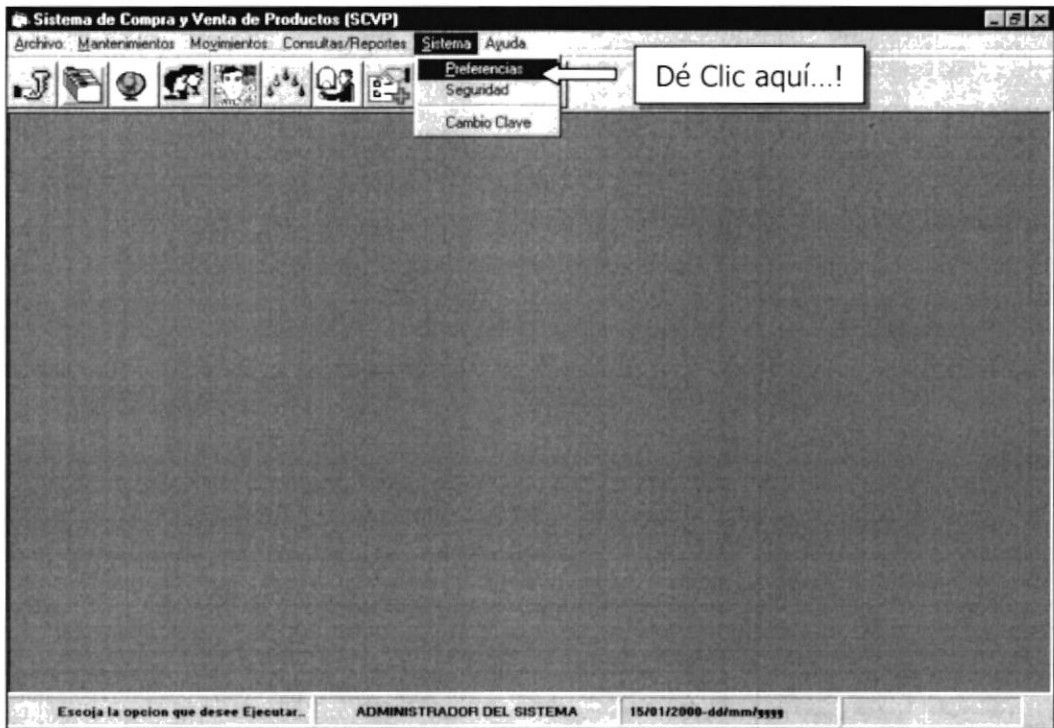 Sistema de Compra y Venta de Productos (SCVP)
Archivo Mantenimientos Movimientos Consultas/Reportes Sistema Ayuda
Preferencias
Dé Clic aquí...!
Seguridad
Cambio Clave
Escoja la opcion que desee Ejecutar.. ADMINISTRADOR DEL SISTEMA 15/01/2000-dd/mm/yyyy